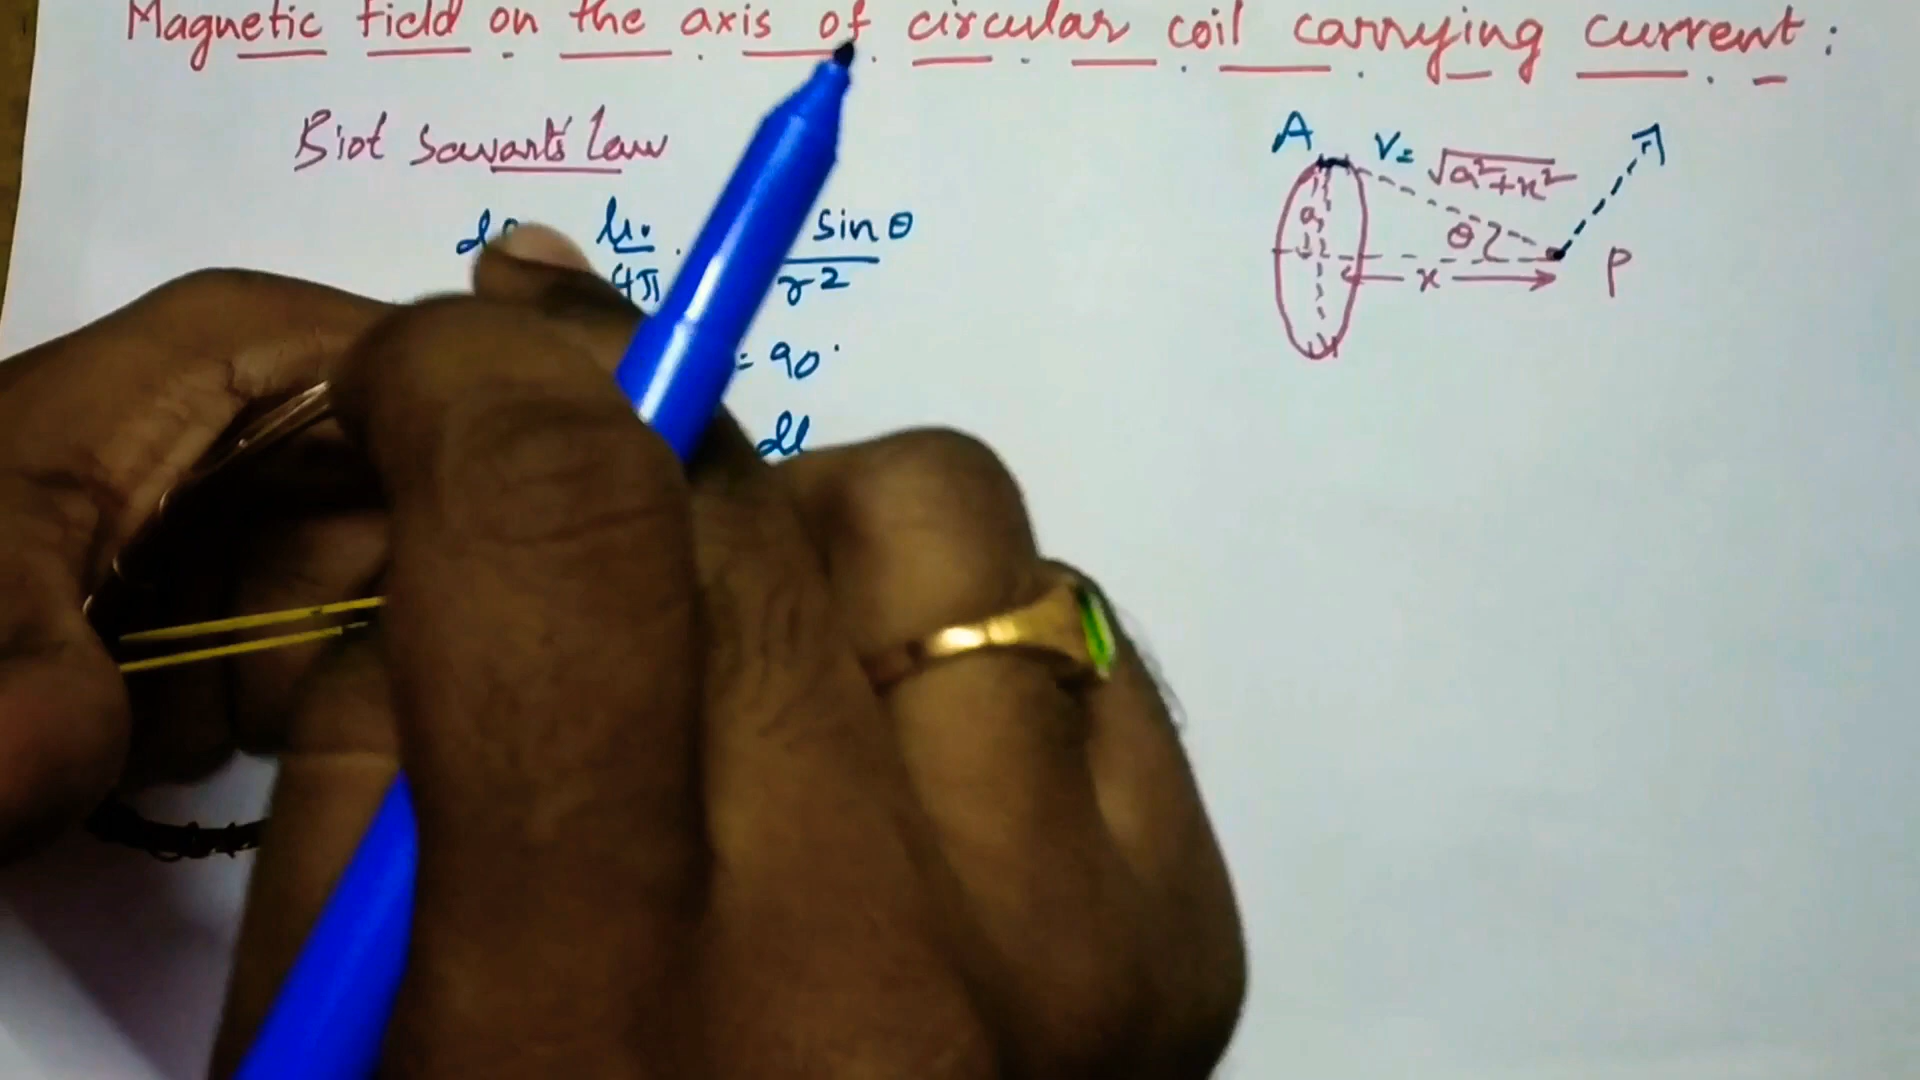 Magnetic field on the axis of circular coil carrying current:
Biot Savart's Law
μ₀ / 4π . sin θ / r²
= 90°
dl
A r = √a²+x²
a
θ
x
P